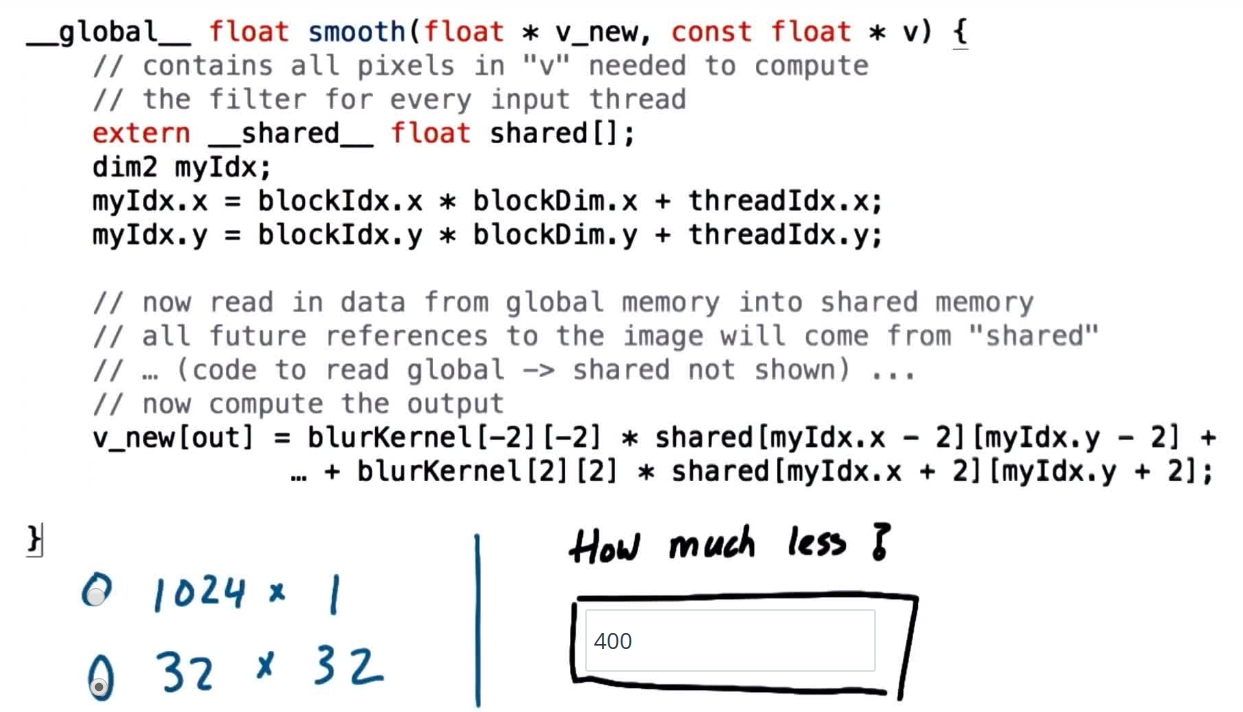 __global__ float smooth(float * v_new, const float * v) {
// contains all pixels in "v" needed to compute
// the filter for every input thread
extern __shared__ float shared[];
dim2 myIdx;
myIdx.x = blockIdx.x * blockDim.x + threadIdx.x;
myIdx.y = blockIdx.y * blockDim.y + threadIdx.y;
// now read in data from global memory into shared memory
// all future references to the image will come from "shared"
// … (code to read global –> shared not shown) ...
// now compute the output
v_new[out] = blurKernel[–2][–2] * shared[myIdx.x – 2][myIdx.y – 2] +
… + blurKernel[2][2] * shared[myIdx.x + 2][myIdx.y + 2];
}
How much less ?
1024 x 1
400
32 x 32